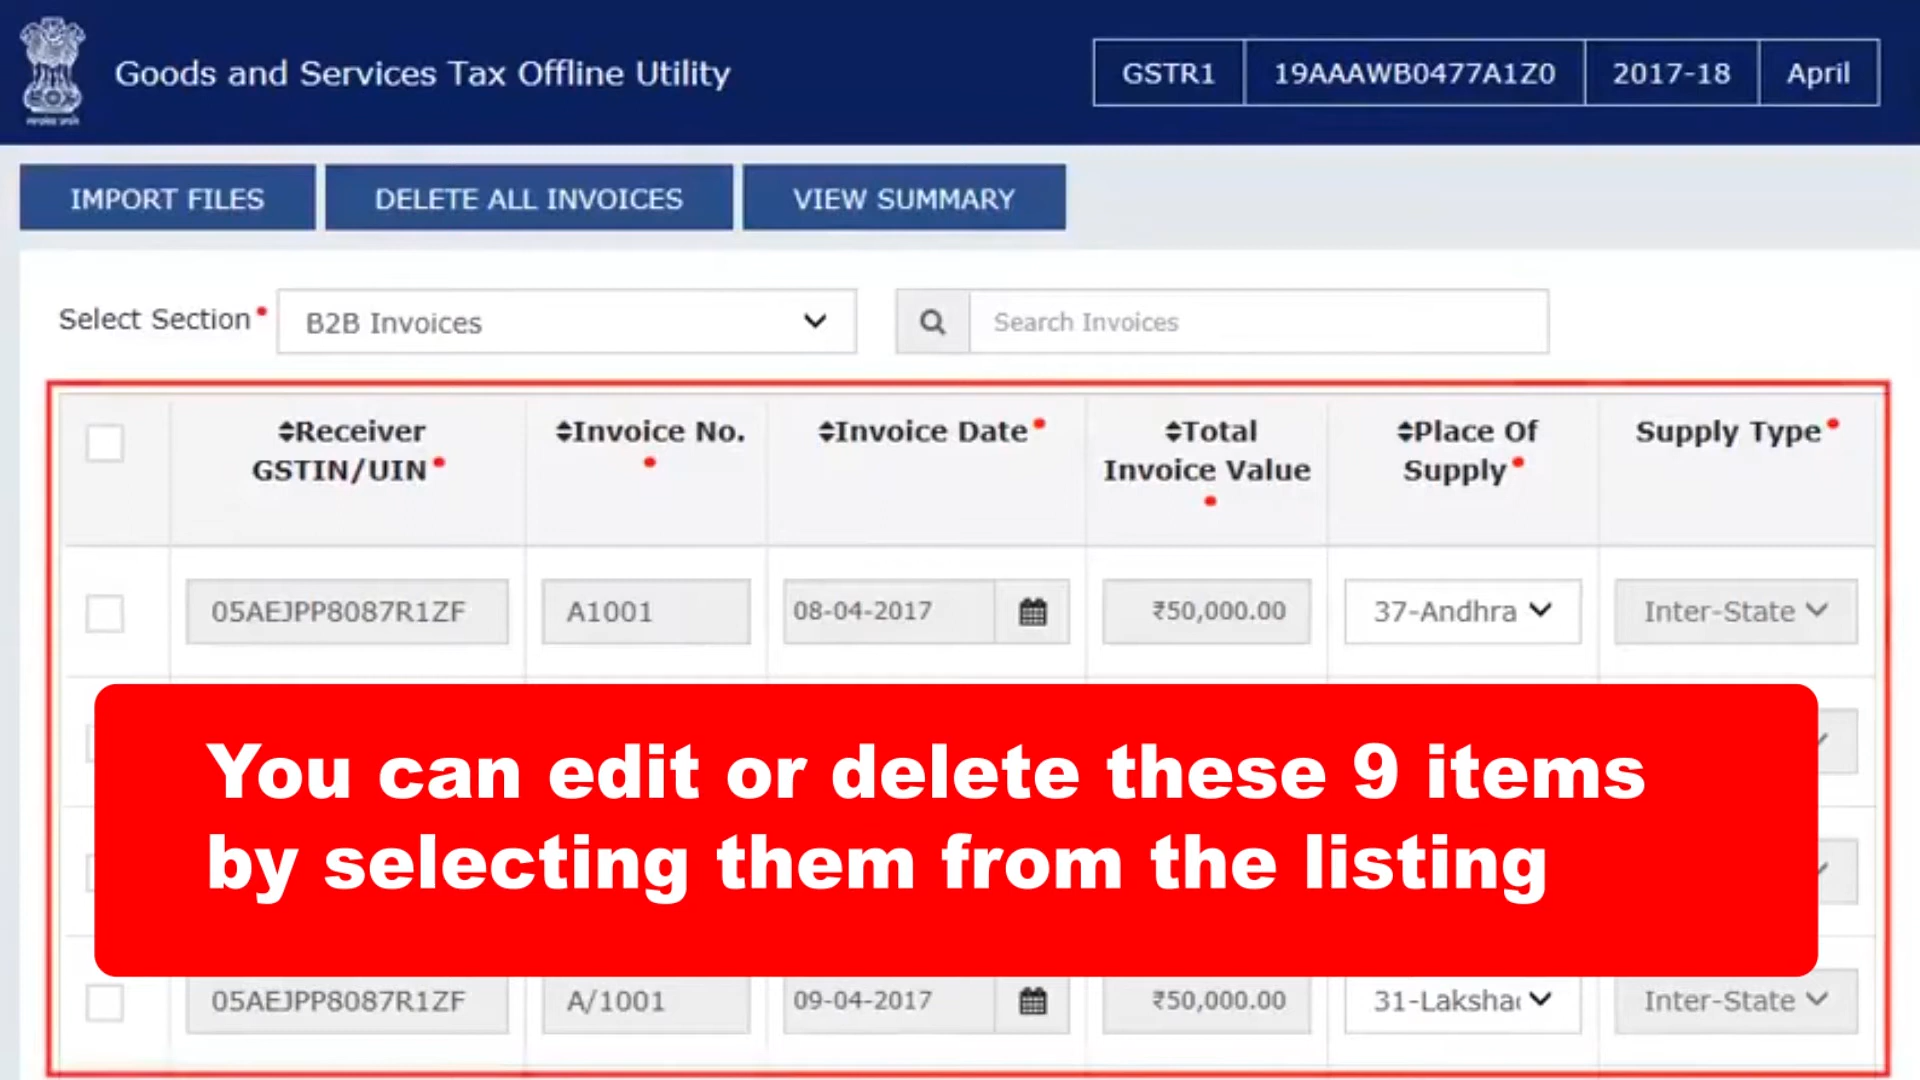 Goods and Services Tax Offline Utility
GSTR1 19AAAWB0477A1Z0 2017-18 April
IMPORT FILES DELETE ALL INVOICES VIEW SUMMARY
Select Section B2B Invoices Search Invoices
Receiver GSTIN/UIN
Invoice No.
Invoice Date
Total Invoice Value
Place Of Supply
Supply Type
05AEJPP8087R1ZF A1001 08-04-2017 ₹50,000.00 37-Andhra Inter-State
You can edit or delete these 9 items
by selecting them from the listing
05AEJPP8087R1ZF A/1001 09-04-2017 ₹50,000.00 31-Laksha Inter-State